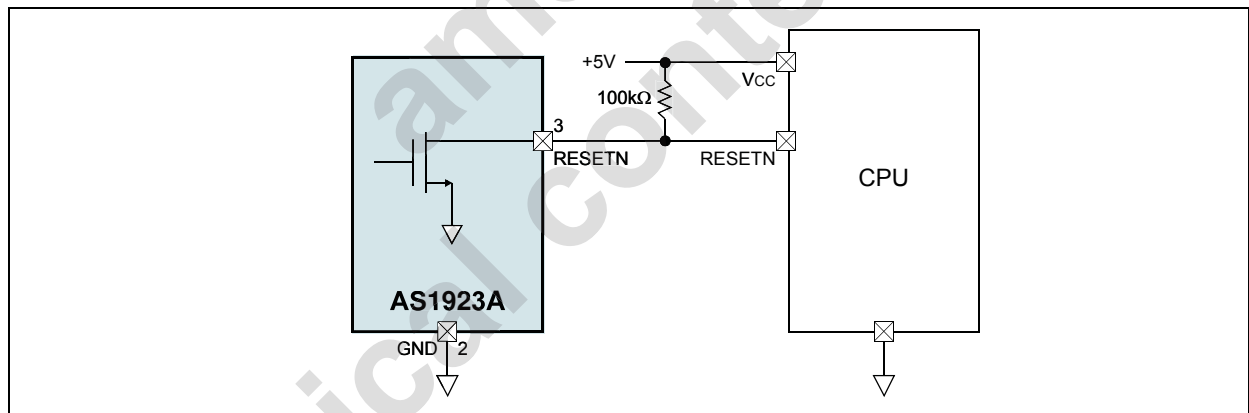 +5V
VCC
100kΩ
3
RESETN
RESETN
CPU
AS1923A
GND
2